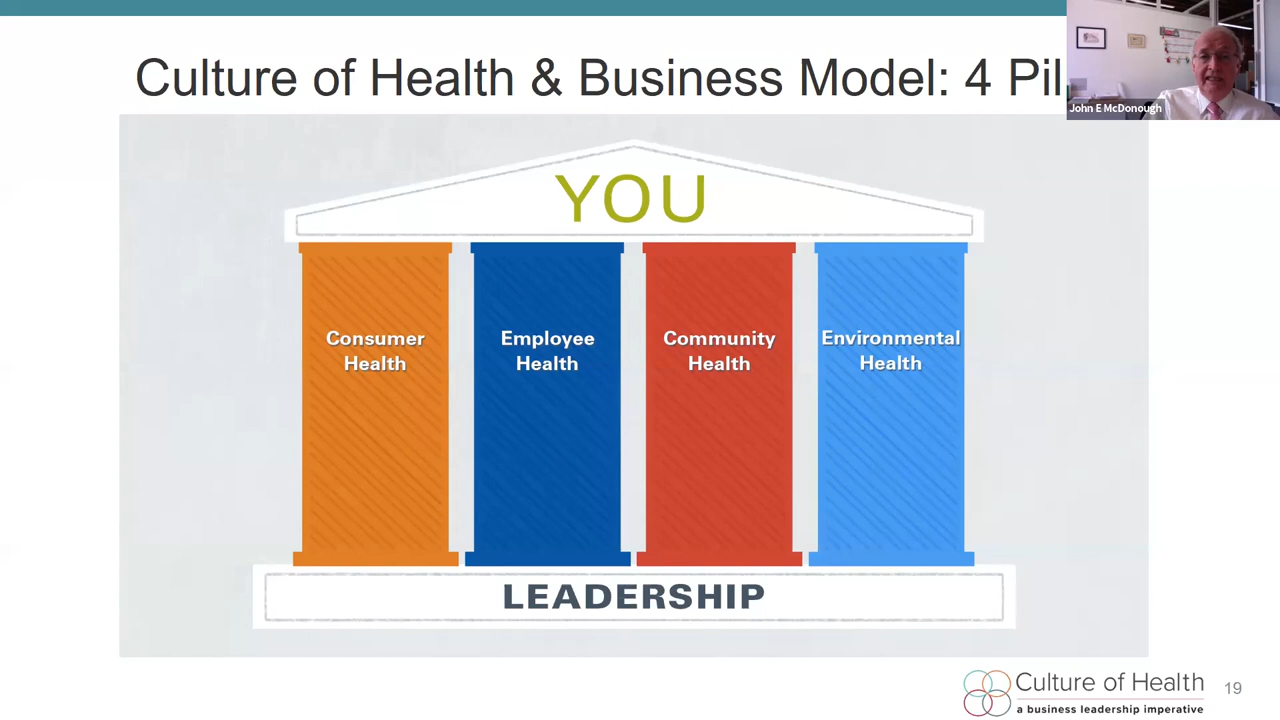 Culture of Health & Business Model: 4 Pil
John E McDonough
YOU
Consumer
Health
Employee
Health
Community
Health
Environmental
Health
LEADERSHIP
Culture of Health
a business leadership imperative
19